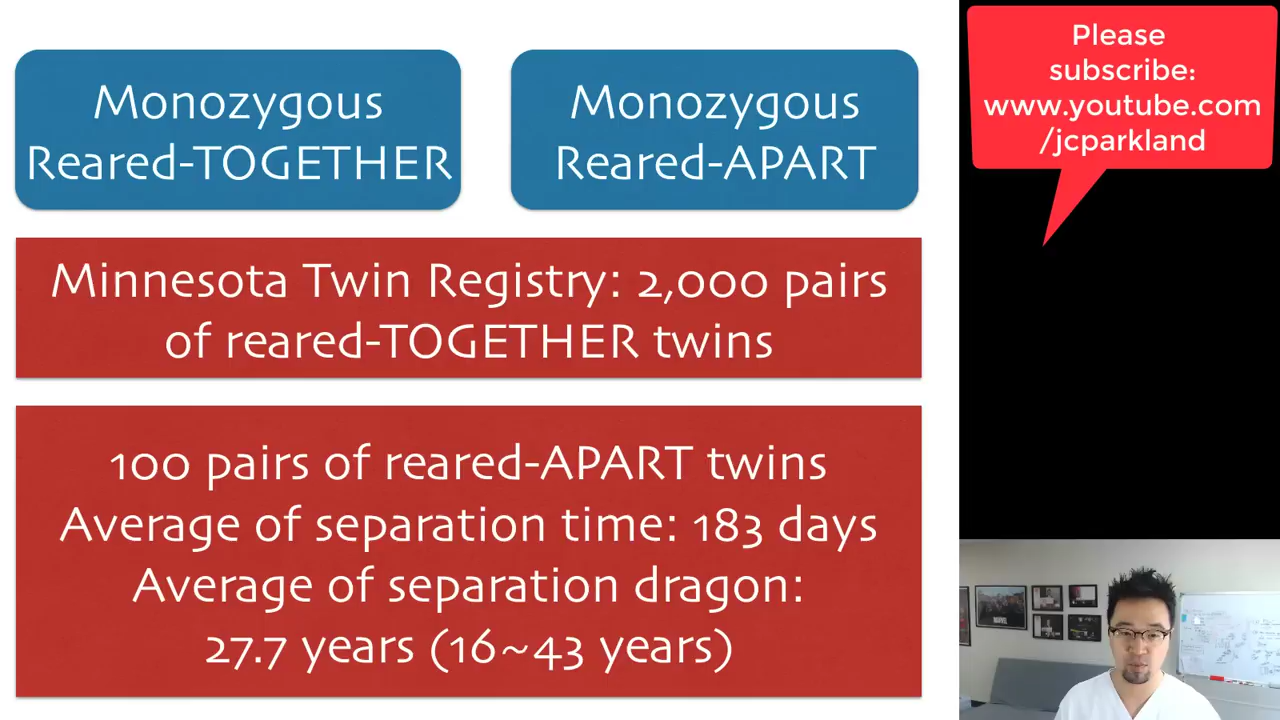 Monozygous
Reared-TOGETHER
Monozygous
Reared-APART
Minnesota Twin Registry: 2,000 pairs
of reared-TOGETHER twins
100 pairs of reared-APART twins
Average of separation time: 183 days
Average of separation dragon:
27.7 years (16~43 years)
Please
subscribe:
www.youtube.com
/jcparkland
MARVEL